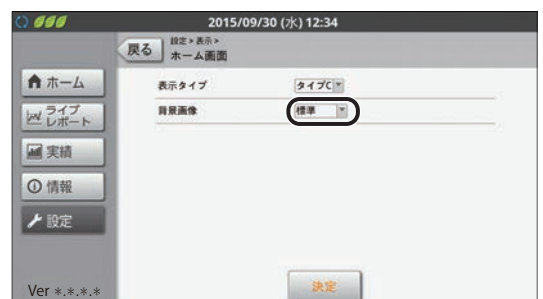 2015/09/30 (水) 12:34
戻る
設定 > 表示 >
ホーム画面
ホーム
ライブ
レポート
実績
情報
設定
Ver *.*.*.*
表示タイプ
タイプC
背景画像
標準
決定